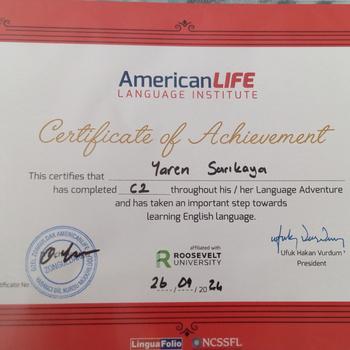 AmericanLIFE
LANGUAGE INSTITUTE
Certificate of Achievement
This certifies that Yaren Sarıkaya
has completed C2 throughout his / her Language Adventure
and has taken an important step towards
learning English language.
affiliated with
ROOSEVELT
UNIVERSITY
Ufuk Hakan Vurdum
President
26/09/2024
LinguaFolio NCSSFL